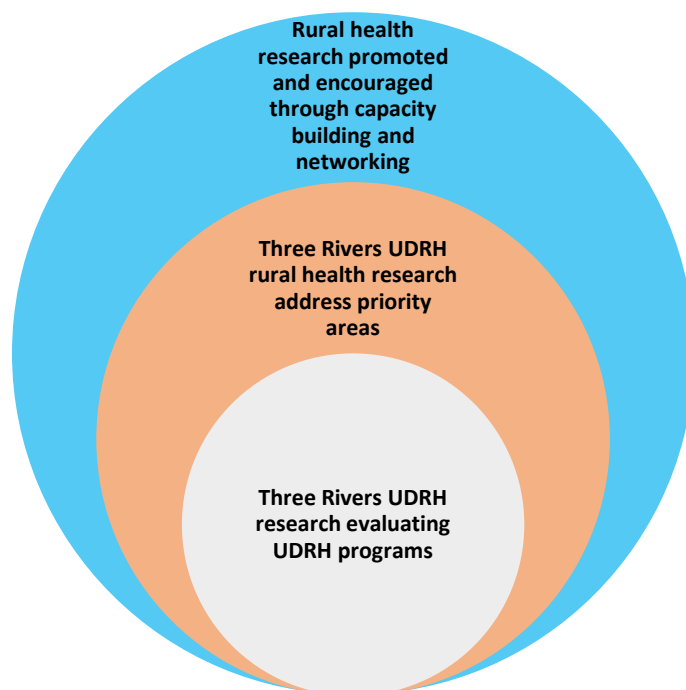 Rural health
research promoted
and encouraged
through capacity
building and
networking
Three Rivers UDRH
rural health research
address priority
areas
Three Rivers UDRH
research evaluating
UDRH programs